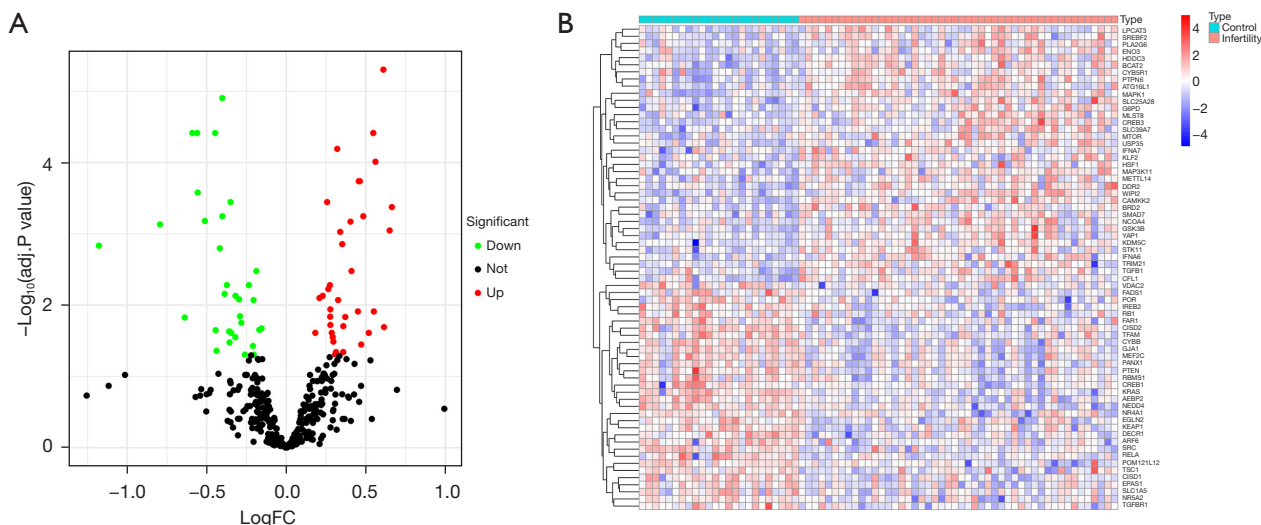 A
−Log10(adj.P value)
4
2
0
−1.0
−0.5
0.0
0.5
1.0
LogFC
Significant
Down
Not
Up
B
Type
LPCAT3
SREBF2
PLA2G6
ENO3
HDDC3
BCAT2
CYB5R1
PTPN6
ATG16L1
MAPK1
SLC25A28
G6PD
MLST8
CREB3
SLC39A7
MTOR
USP35
IFNA7
KLF2
HSF1
MAP3K11
METTL14
DDR2
WIPI2
CAMKK2
BRD2
SMAD7
NCOA4
GSK3B
YAP1
KDM5C
STK11
IFNA6
TRIM21
TGFB1
CFL1
VDAC2
FADS1
POR
IREB2
RB1
FAR1
CISD2
TFAM
CYBB
GJA1
MEF2C
PANX1
PTEN
RBMS1
CREB1
KRAS
AEBP2
NEDD4
NR4A1
EGLN2
KEAP1
DECR1
ARF6
SRC
RELA
POM121L12
TSC1
CISD1
EPAS1
SLC1A5
NR5A2
TGFBR1
4
2
0
−2
−4
Type
Control
Infertility